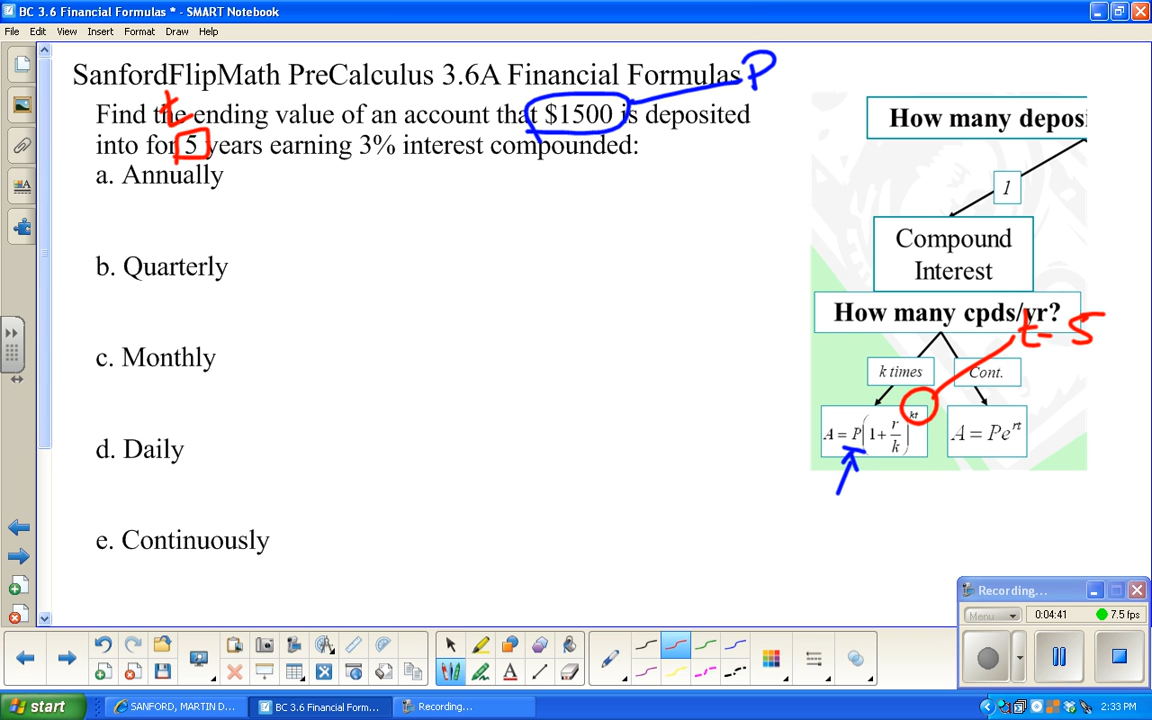 BC 3.6 Financial Formulas * - SMART Notebook
File Edit View Insert Format Draw Help
SanfordFlipMath PreCalculus 3.6A Financial Formulas P
t
Find the ending value of an account that $1500 is deposited
into for 5 years earning 3% interest compounded:
a. Annually
b. Quarterly
c. Monthly
d. Daily
e. Continuously
How many depos
1
Compound
Interest
How many cpds/yr?
t - 5
k times
Cont.
A = P(1+ r/k)^kt
A = Pe^rt
Recording...
Menu
0:04:41
7.5 fps
A
start
SANFORD, MARTIN D...
BC 3.6 Financial Form...
Recording...
2:33 PM